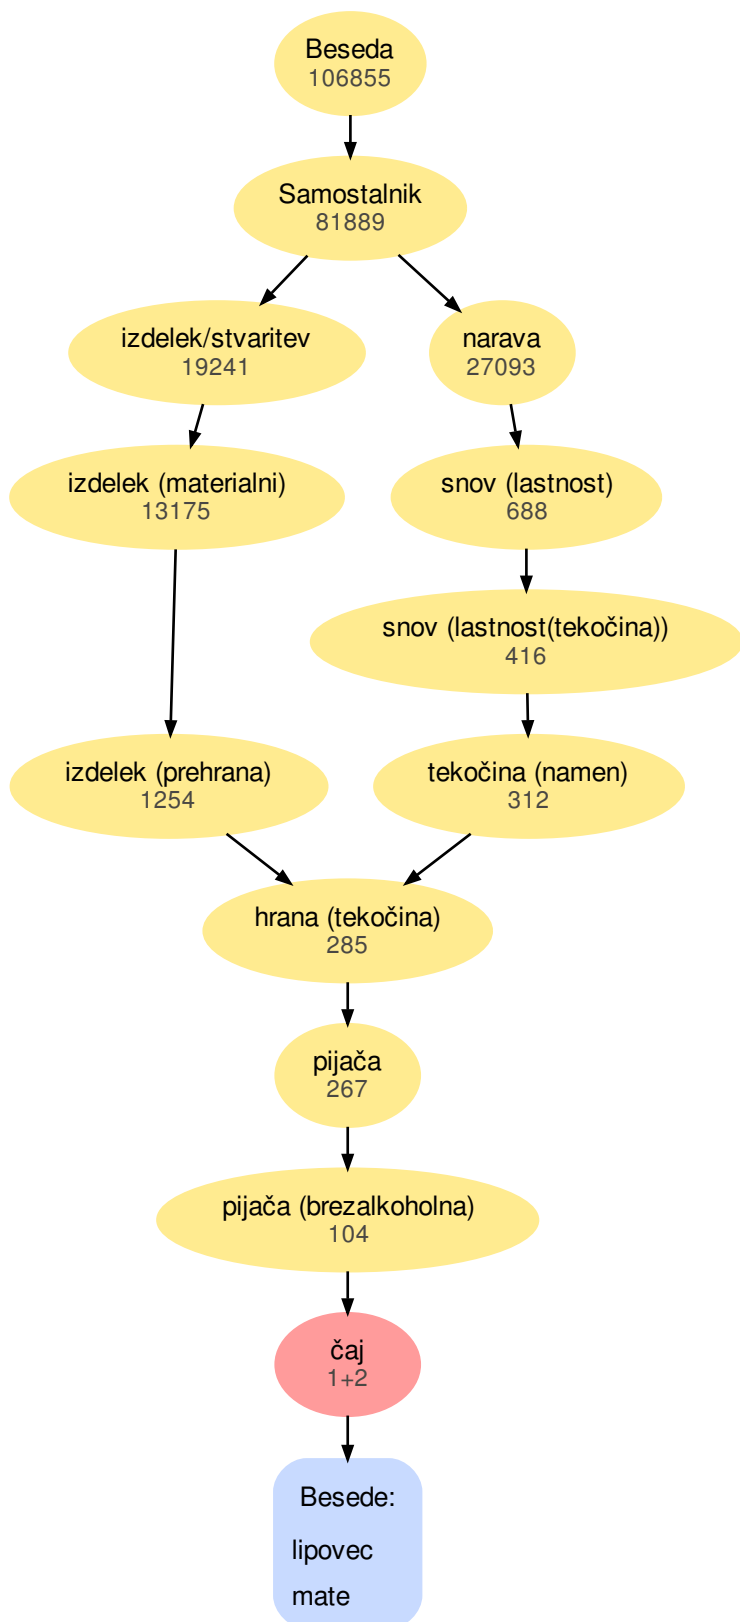 Beseda
106855
Samostalnik
81889
izdelek/stvaritev
19241
narava
27093
izdelek (materialni)
13175
snov (lastnost)
688
snov (lastnost(tekočina))
416
izdelek (prehrana)
1254
tekočina (namen)
312
hrana (tekočina)
285
pijača
267
pijača (brezalkoholna)
104
čaj
1+2
Besede:
lipovec
mate